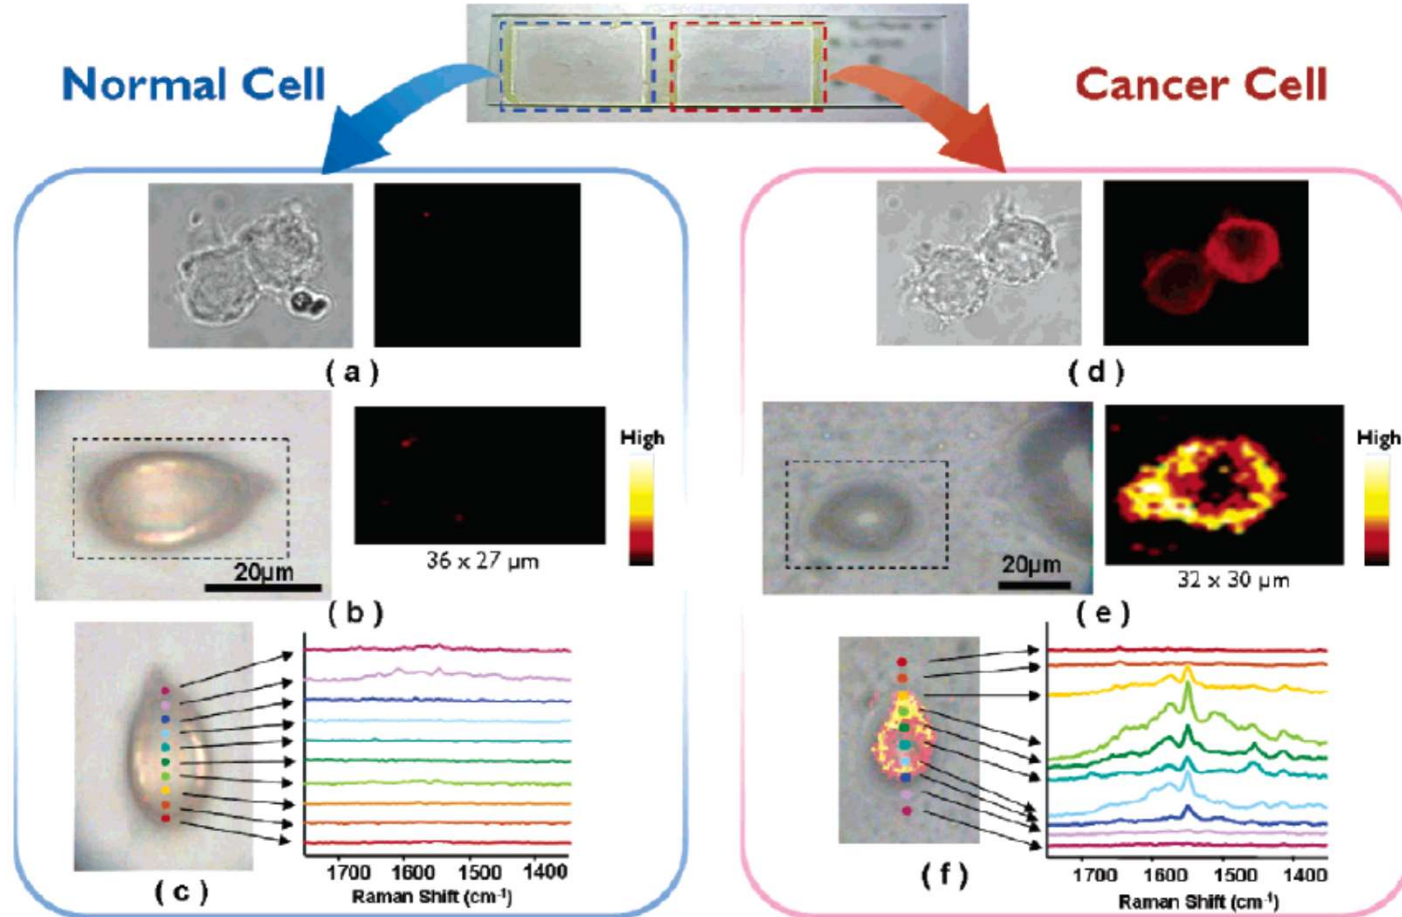 Normal Cell
Cancer Cell
( a )
( d )
High
20μm
36 x 27 μm
( b )
High
20μm
32 x 30 μm
( e )
1700 1600 1500 1400
Raman Shift (cm⁻¹)
( c )
1700 1600 1500 1400
Raman Shift (cm⁻¹)
( f )